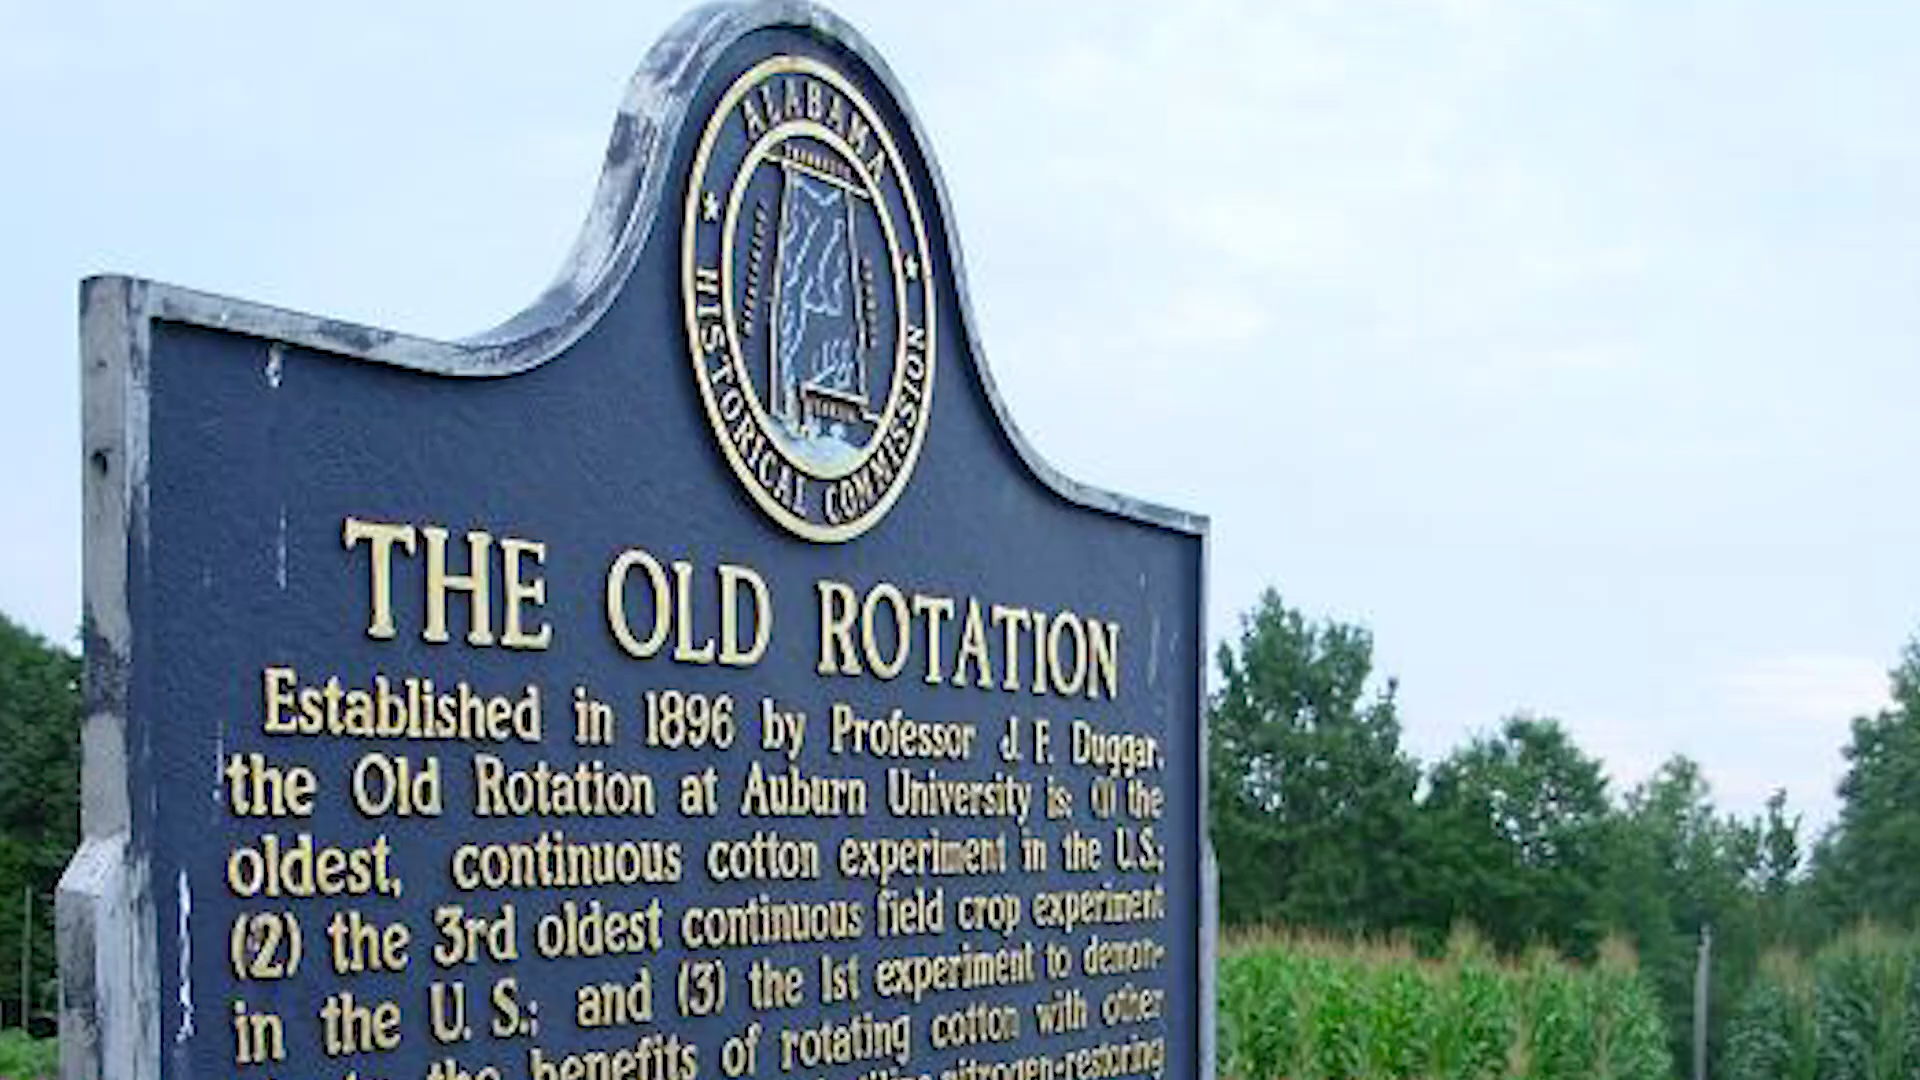 ALABAMA
HISTORICAL COMMISSION
THE OLD ROTATION
Established in 1896 by Professor J. F. Duggar,
the Old Rotation at Auburn University is: (1) the
oldest, continuous cotton experiment in the U.S.;
(2) the 3rd oldest continuous field crop experiment
in the U. S.; and (3) the 1st experiment to demon-
the benefits of rotating cotton with other
nitrogen-restoring